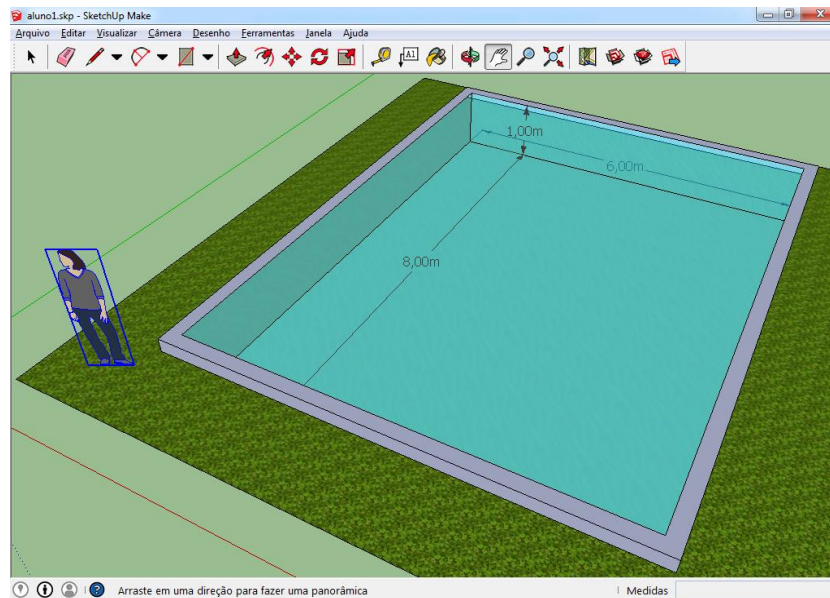 aluno1.skp - SketchUp Make
Arquivo Editar Visualizar Câmera Desenho Ferramentas Janela Ajuda
A1
1,00m
6,00m
8,00m
? Arraste em uma direção para fazer uma panorâmica Medidas